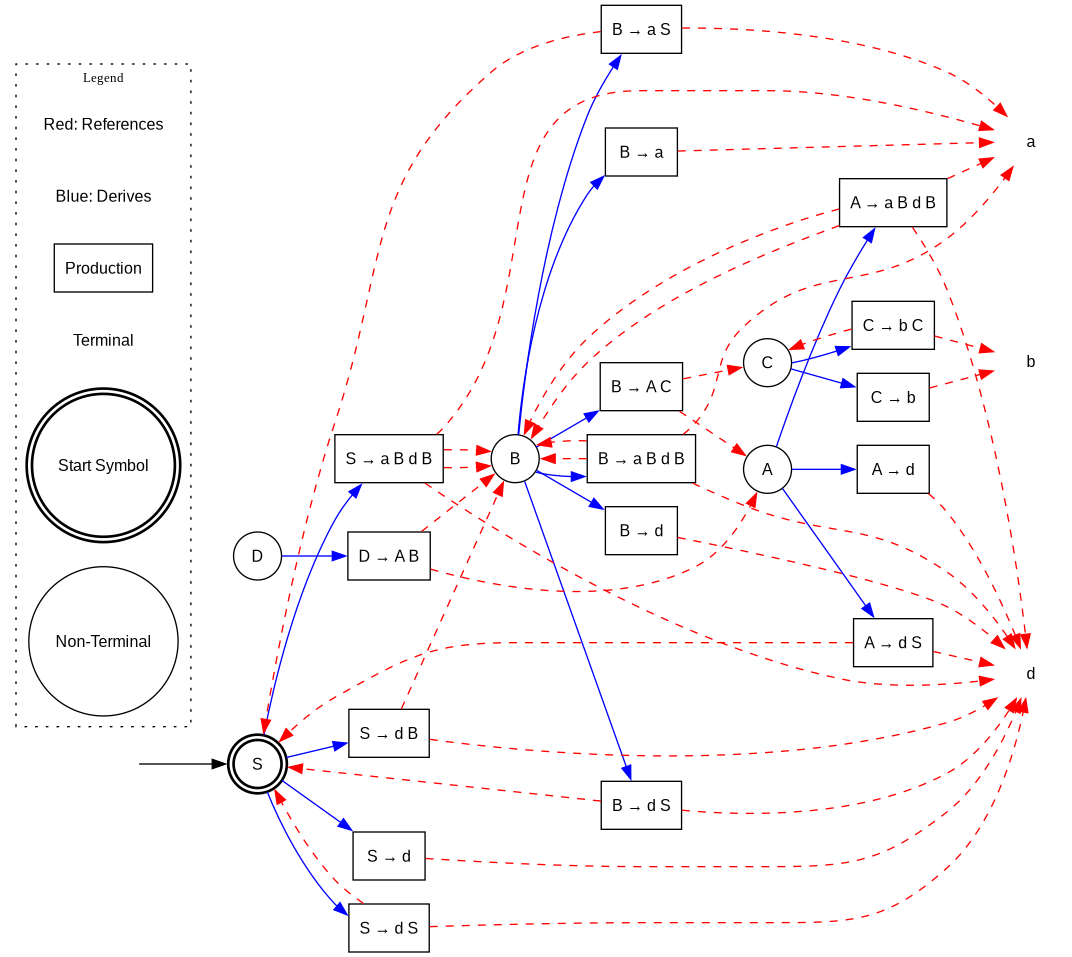 Legend
Red: References
Blue: Derives
Production
Terminal
Start Symbol
Non-Terminal
B → a S
B → a
a
A → a B d B
C → b C
C
b
B → A C
C → b
S → a B d B
B
B → a B d B
A
A → d
B → d
D
D → A B
A → d S
d
S → d B
S
B → d S
S → d
S → d S